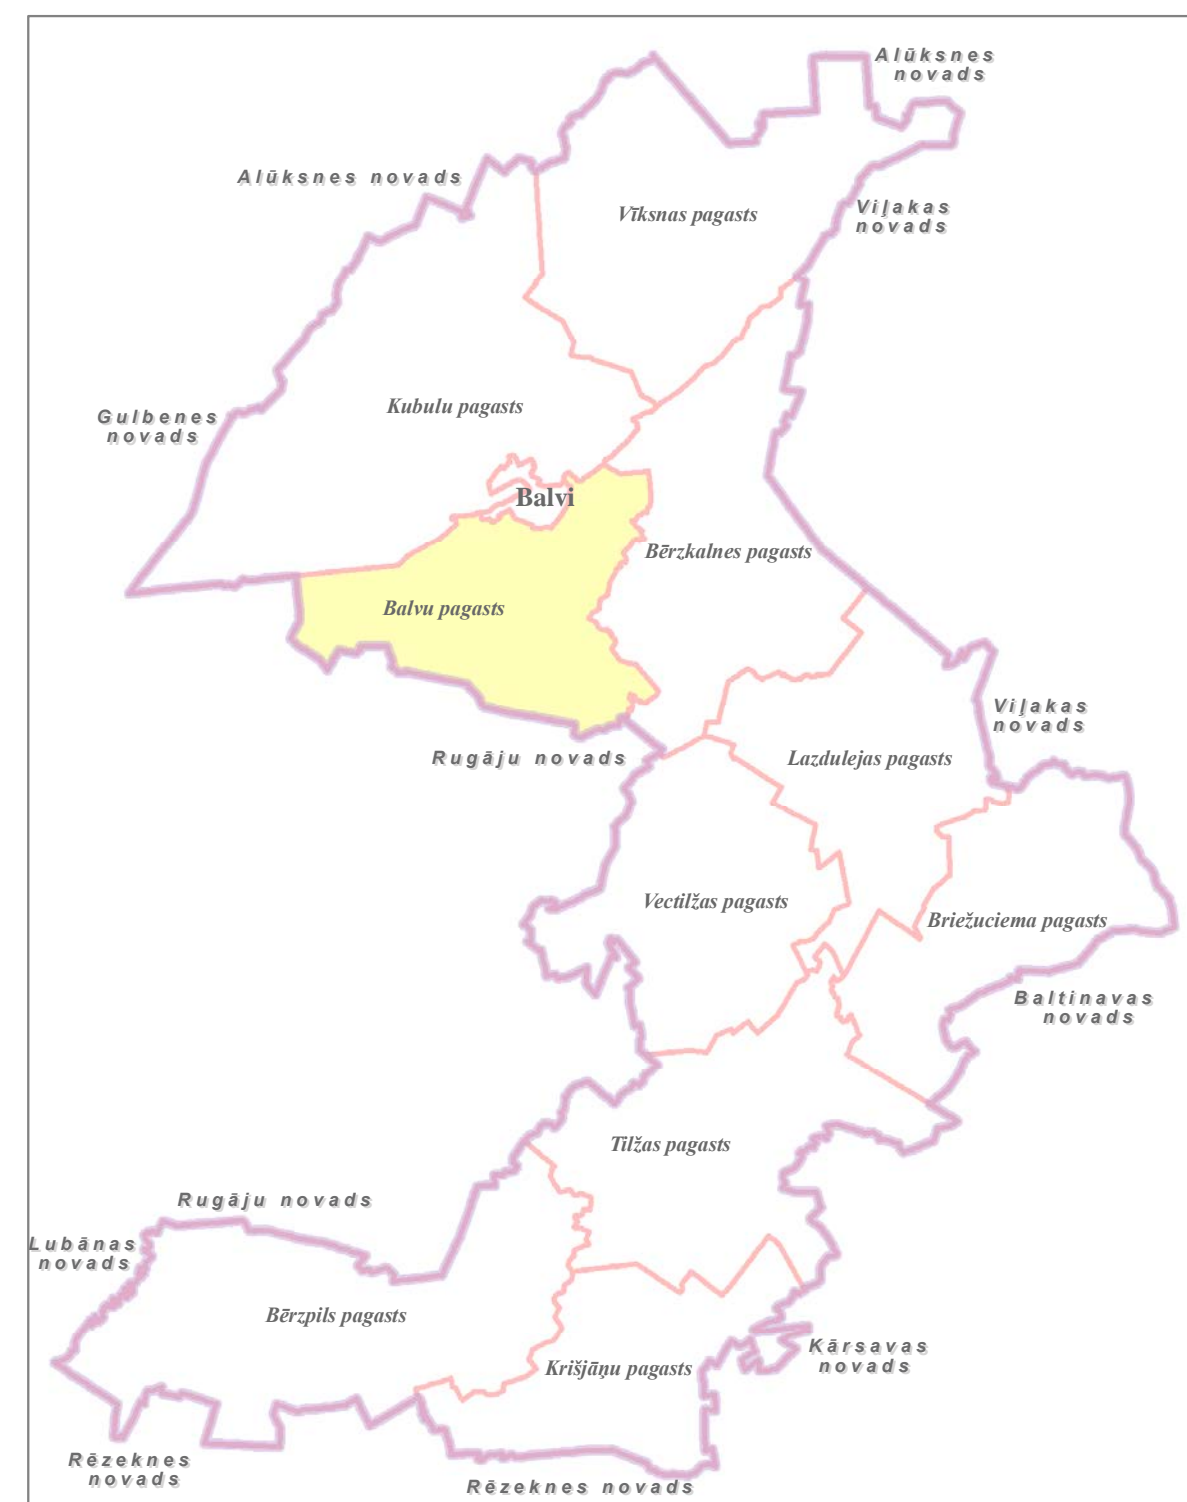 Alūksnes
novads
Alūksnes novads
Vīksnas pagasts
Viļakas
novads
Kubulu pagasts
Gulbenes
novads
Balvi
Bērzkalnes pagasts
Balvu pagasts
Viļakas
novads
Rugāju novads
Lazdulejas pagasts
Vectilžas pagasts
Briežuciema pagasts
Baltinavas
novads
Tilžas pagasts
Rugāju novads
Lubānas
novads
Bērzpils pagasts
Kārsavas
novads
Krišjāņu pagasts
Rēzeknes
novads
Rēzeknes novads